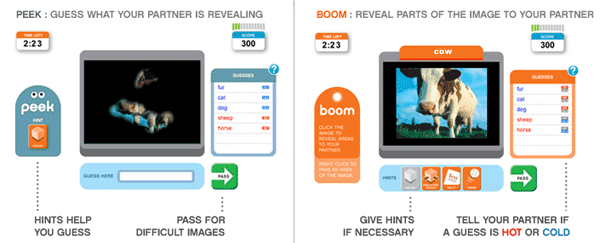 PEEK : GUESS WHAT YOUR PARTNER IS REVEALING
TIME LEFT
2:23
SCORE
300
peek
HINT
GUESSES
fur
cat
dog
sheep
horse
GUESS HERE
PASS
HINTS HELP
YOU GUESS
PASS FOR
DIFFICULT IMAGES
BOOM : REVEAL PARTS OF THE IMAGE TO YOUR PARTNER
TIME LEFT
2:23
SCORE
300
cow
boom
CLICK THE
IMAGE TO
REVEAL AREAS
TO YOUR
PARTNER.
RIGHT CLICK TO
PING AN AREA
OF THE IMAGE.
GUESSES
fur
cat
dog
sheep
horse
HINTS
PASS
GIVE HINTS
IF NECESSARY
TELL YOUR PARTNER IF
A GUESS IS HOT OR COLD